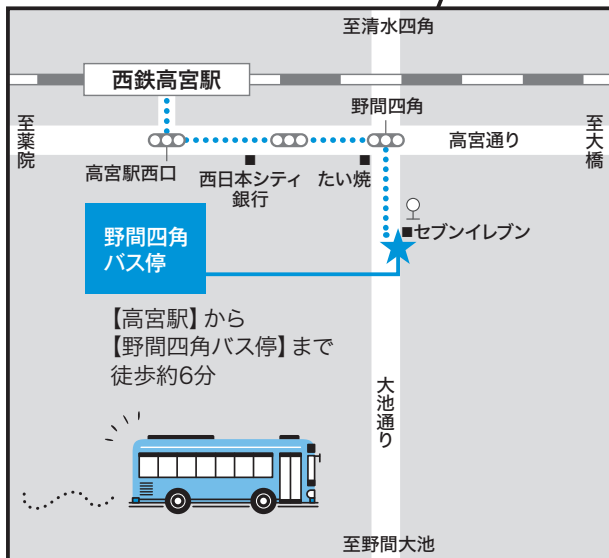 至清水四角
西鉄高宮駅
野間四角
至薬院
高宮通り
至大橋
高宮駅西口
西日本シティ
銀行
たい焼
野間四角
バス停
セブンイレブン
【高宮駅】から
【野間四角バス停】まで
徒歩約6分
大池通り
至野間大池